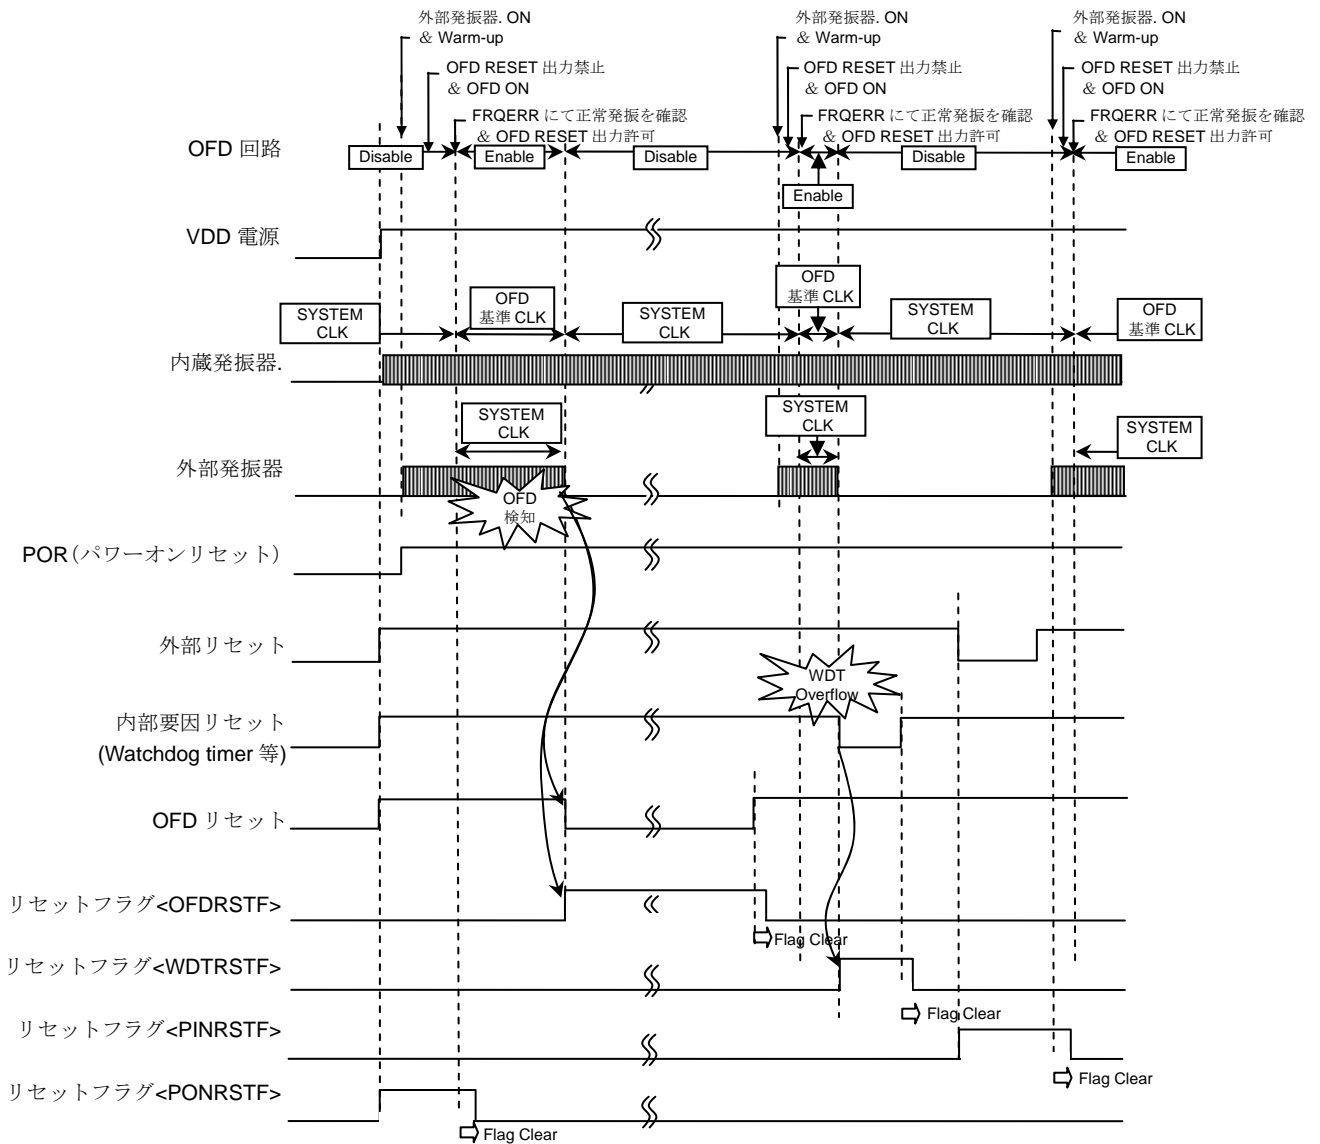 外部発振器. ON
& Warm-up
OFD RESET 出力禁止
& OFD ON
FRQERR にて正常発振を確認
& OFD RESET 出力許可
外部発振器. ON
& Warm-up
OFD RESET 出力禁止
& OFD ON
FRQERR にて正常発振を確認
& OFD RESET 出力許可
外部発振器. ON
& Warm-up
OFD RESET 出力禁止
& OFD ON
FRQERR にて正常発振を確認
& OFD RESET 出力許可
OFD 回路
Disable
Enable
Disable
Enable
Disable
Enable
VDD 電源
SYSTEM
CLK
OFD
基準 CLK
SYSTEM
CLK
OFD
基準 CLK
SYSTEM
CLK
OFD
基準 CLK
内蔵発振器.
SYSTEM
CLK
SYSTEM
CLK
SYSTEM
CLK
外部発振器
OFD
検知
POR（パワーオンリセット）
外部リセット
WDT
Overflow
内部要因リセット
(Watchdog timer 等)
OFD リセット
リセットフラグ<OFDRSTF>
Flag Clear
リセットフラグ<WDTRSTF>
Flag Clear
リセットフラグ<PINRSTF>
Flag Clear
リセットフラグ<PONRSTF>
Flag Clear